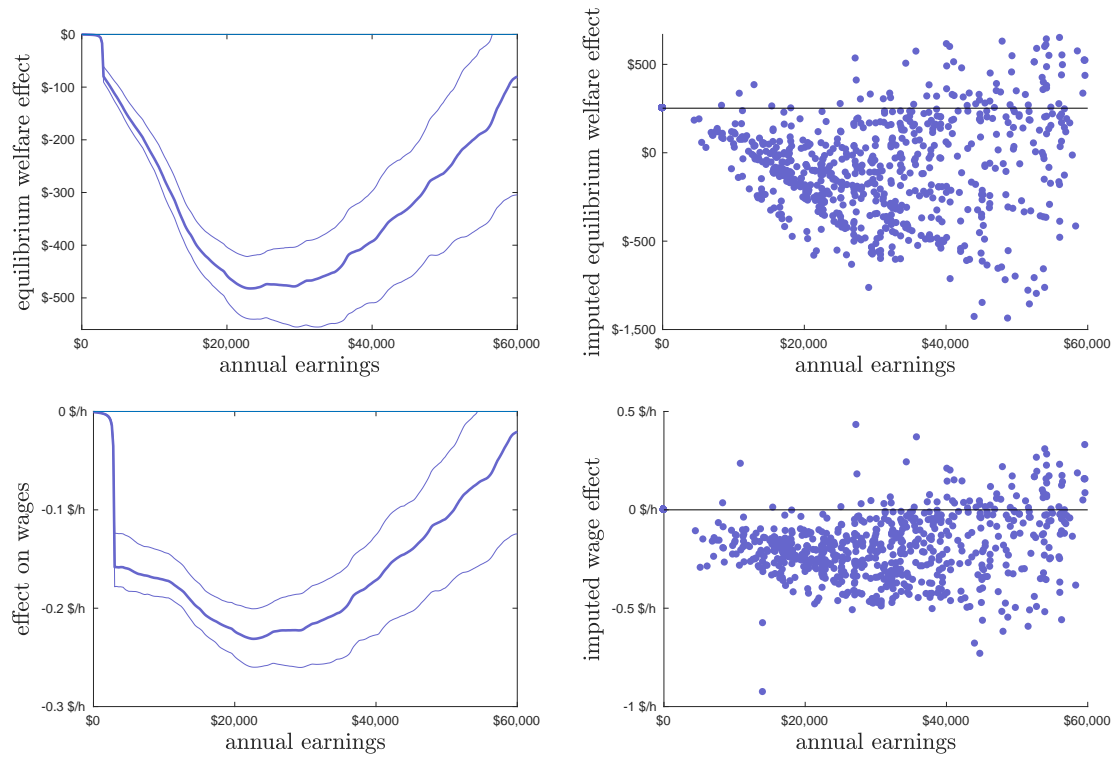 equilibrium welfare effect
$0
$-100
$-200
$-300
$-400
$-500
$0
$20,000
$40,000
$60,000
annual earnings
imputed equilibrium welfare effect
$500
$0
$-500
$-1,500
$0
$20,000
$40,000
$60,000
annual earnings
effect on wages
0 $/h
-0.1 $/h
-0.2 $/h
-0.3 $/h
$0
$20,000
$40,000
$60,000
annual earnings
imputed wage effect
0.5 $/h
0 $/h
-0.5 $/h
-1 $/h
$0
$20,000
$40,000
$60,000
annual earnings